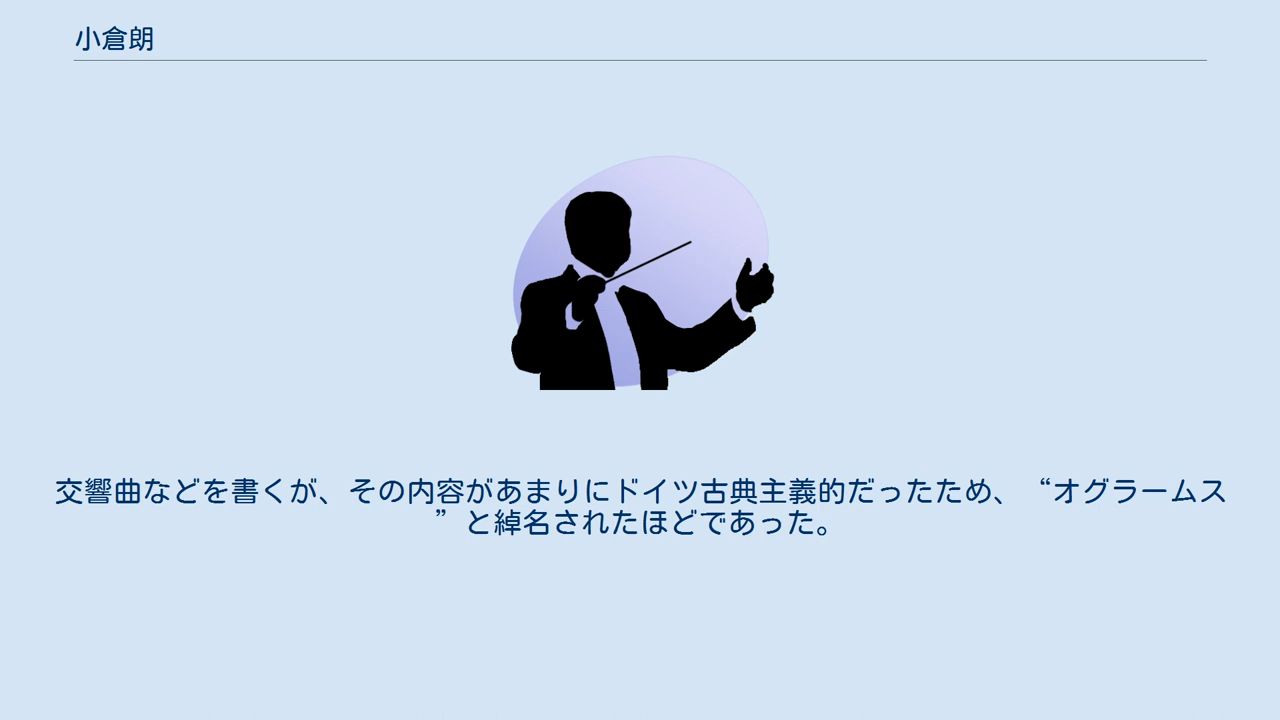 小倉朗
交響曲などを書くが、その内容があまりにドイツ古典主義的だったため、“オグラームス
”と綽名されたほどであった。